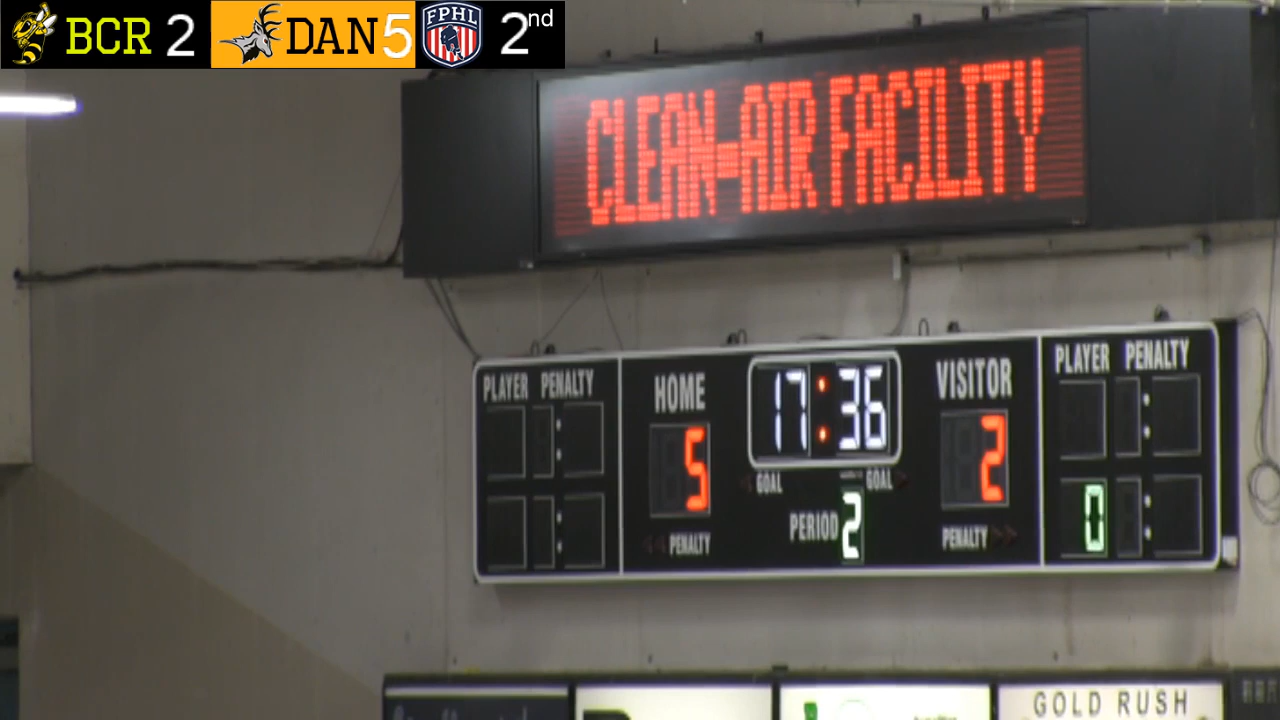 BCR 2 DAN 5 FPHL 2nd
CLEAN-AIR FACILITY
PLAYER PENALTY
HOME
17:36
VISITOR
PLAYER PENALTY
5
2
GOAL
GOAL
PERIOD 2
0
PENALTY
PENALTY
GOLD RUSH